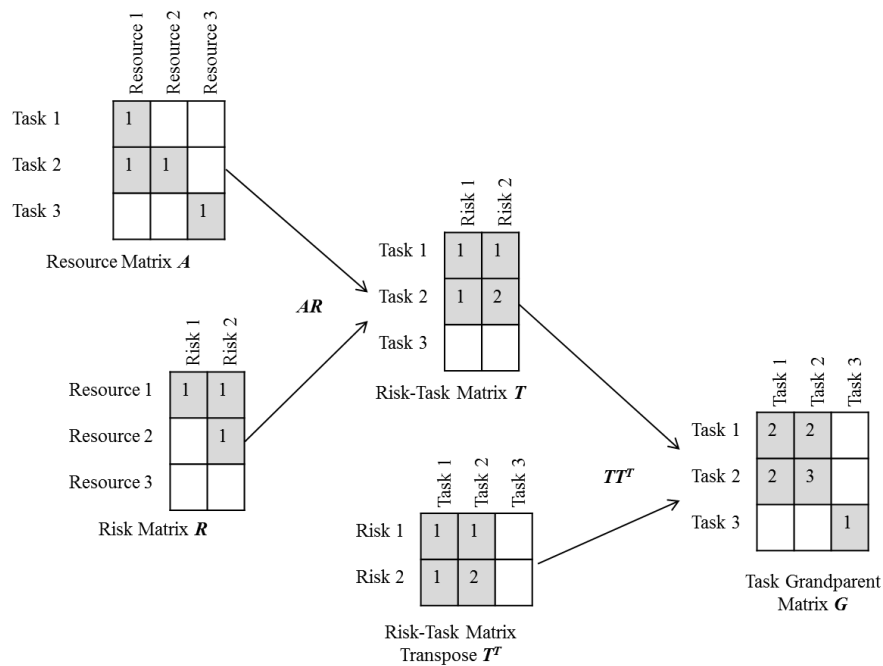 Resource 1
Resource 2
Resource 3
Task 1
1
Task 2
1 1
Task 3
1
Resource Matrix A
Risk 1
Risk 2
Resource 1
1 1
Resource 2
1
Resource 3
Risk Matrix R
AR
Risk 1
Risk 2
Task 1
1 1
Task 2
1 2
Task 3
Risk-Task Matrix T
Task 1
Task 2
Task 3
Risk 1
1 1
Risk 2
1 2
Risk-Task Matrix
Transpose Tᵀ
TTᵀ
Task 1
Task 2
Task 3
Task 1
2 2
Task 2
2 3
Task 3
1
Task Grandparent
Matrix G